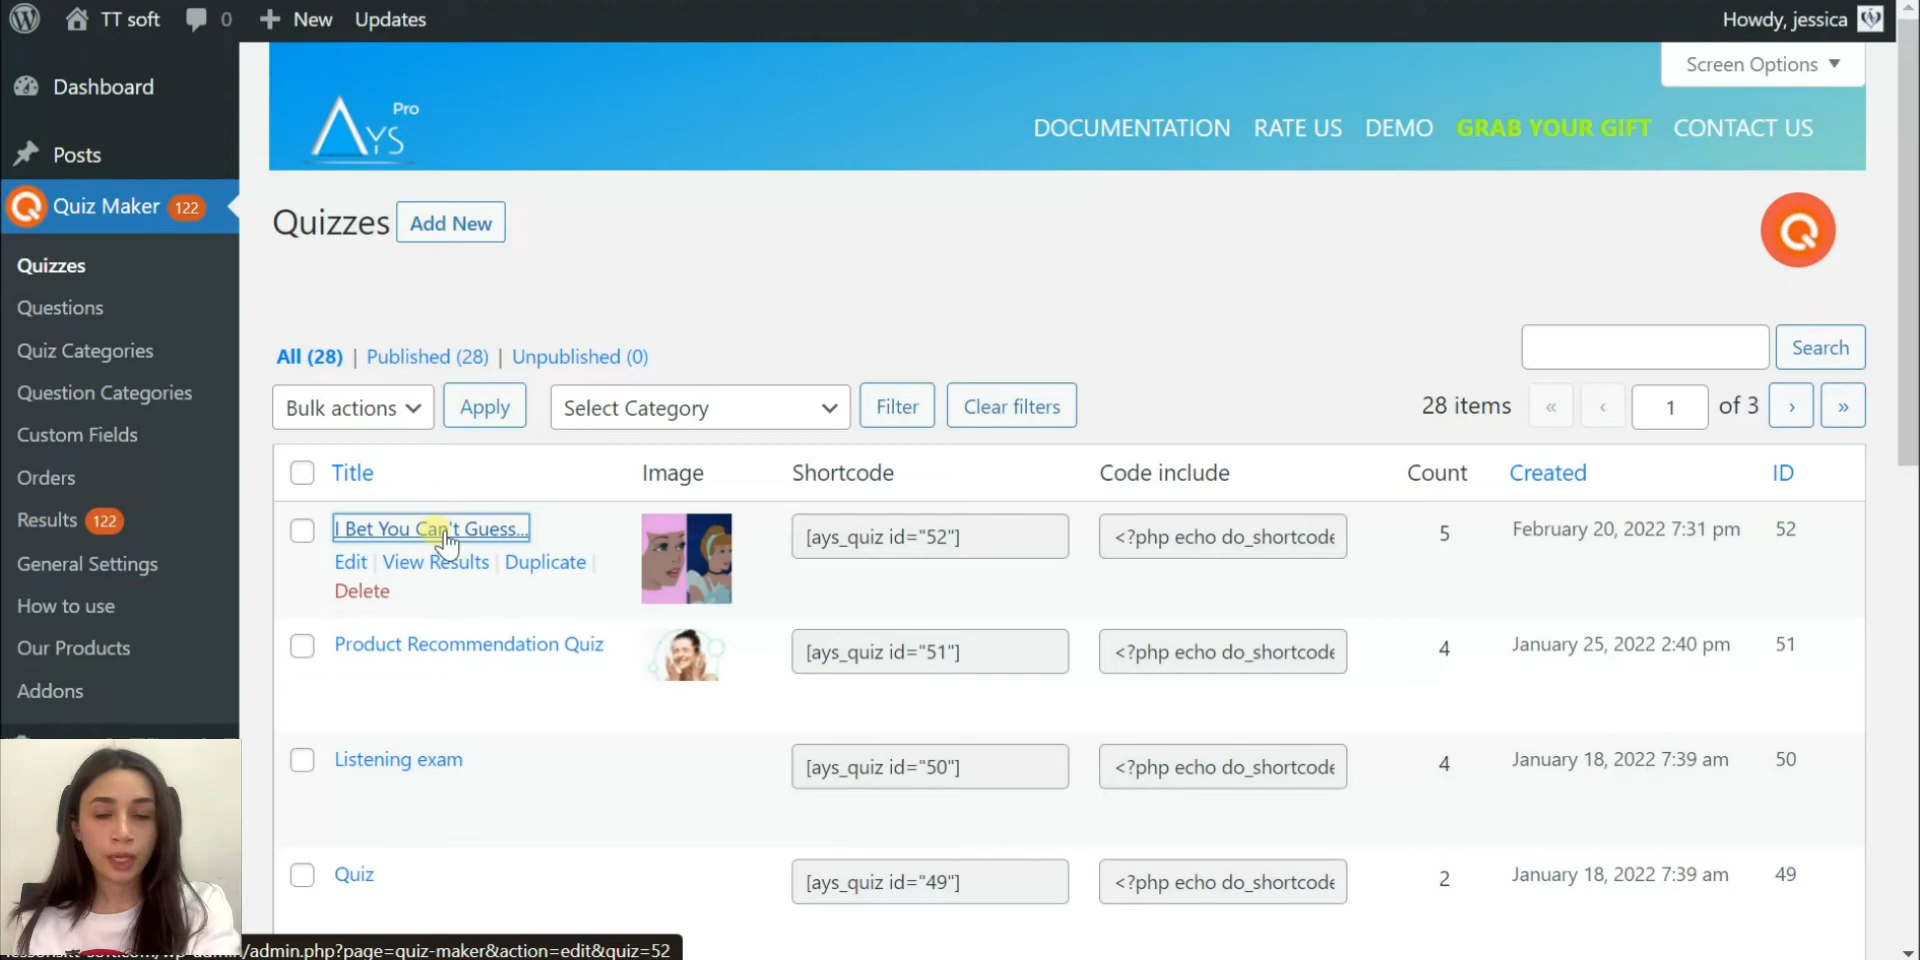 TT soft 0 New Updates Howdy, jessica
Screen Options
Dashboard
Posts
Quiz Maker 122
Quizzes
Questions
Quiz Categories
Question Categories
Custom Fields
Orders
Results 122
General Settings
How to use
Our Products
Addons
AYS Pro
DOCUMENTATION RATE US DEMO GRAB YOUR GIFT CONTACT US
Quizzes Add New
All (28) | Published (28) | Unpublished (0)
Search
Bulk actions Apply Select Category Filter Clear filters 28 items « ‹ 1 of 3 › »
Title Image Shortcode Code include Count Created ID
I Bet You Can't Guess... [ays_quiz id="52"] <?php echo do_shortcode 5 February 20, 2022 7:31 pm 52
Edit | View Results | Duplicate |
Delete
Product Recommendation Quiz [ays_quiz id="51"] <?php echo do_shortcode 4 January 25, 2022 2:40 pm 51
Listening exam [ays_quiz id="50"] <?php echo do_shortcode 4 January 18, 2022 7:39 am 50
Quiz [ays_quiz id="49"] <?php echo do_shortcode 2 January 18, 2022 7:39 am 49
/admin.php?page=quiz-maker&action=edit&quiz=52